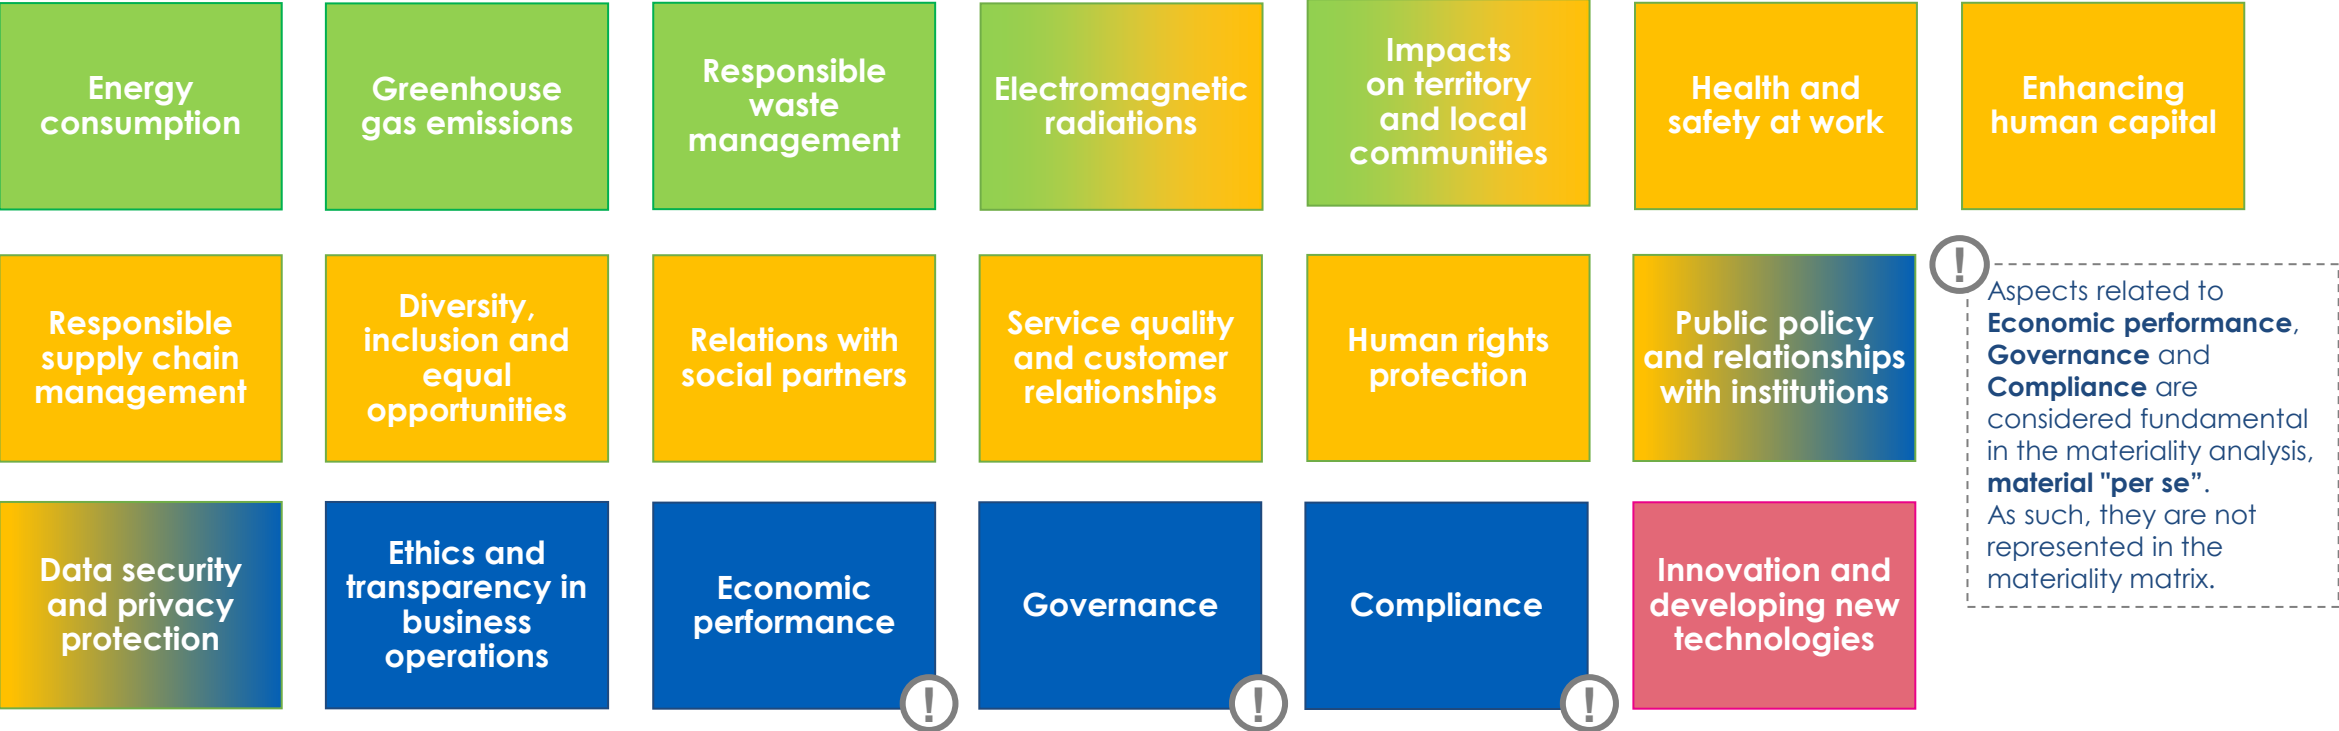 Energy
consumption
Greenhouse
gas emissions
Responsible
waste
management
Electromagnetic
radiations
Impacts
on territory
and local
communities
Health and
safety at work
Enhancing
human capital
Responsible
supply chain
management
Diversity,
inclusion and
equal
opportunities
Relations with
social partners
Service quality
and customer
relationships
Human rights
protection
Public policy
and relationships
with institutions
!
Aspects related to
Economic performance,
Governance and
Compliance are
considered fundamental
in the materiality analysis,
material "per se”.
As such, they are not
represented in the
materiality matrix.
Data security
and privacy
protection
Ethics and
transparency in
business
operations
Economic
performance
!
Governance
!
Compliance
!
Innovation and
developing new
technologies